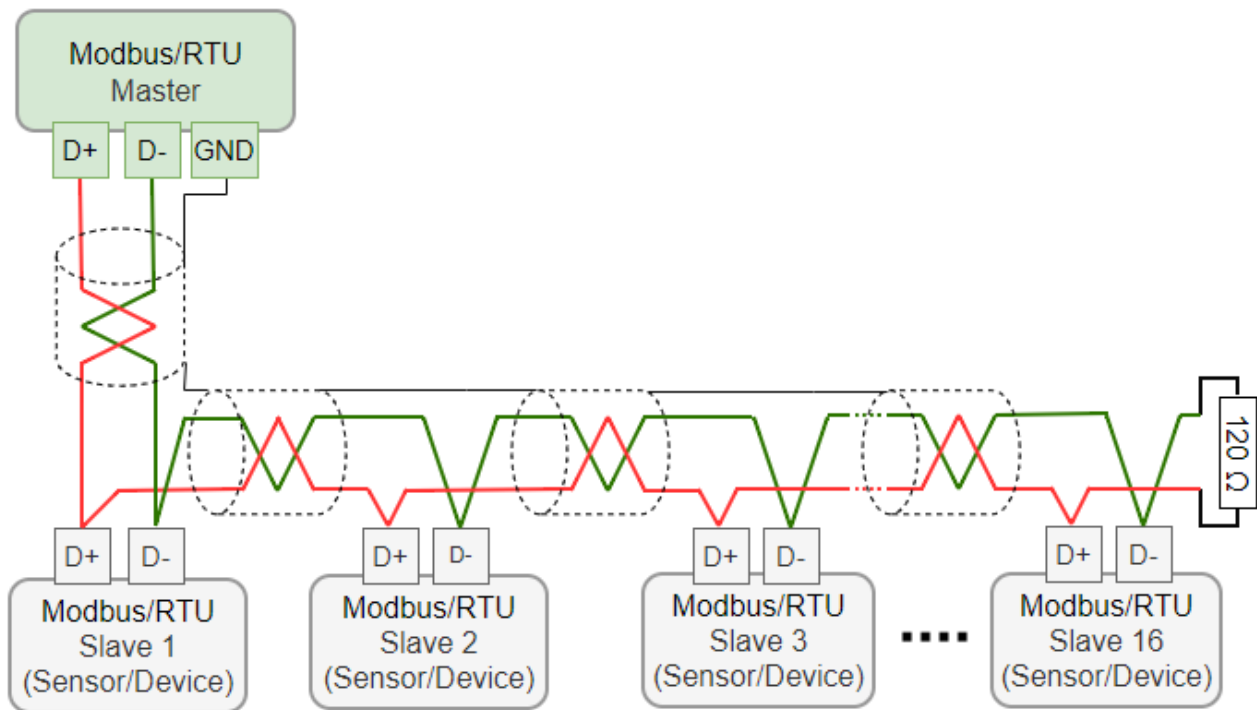 Modbus/RTU
Master
D+ D- GND
120 Ω
D+ D- D+ D- D+ D- D+ D-
Modbus/RTU
Slave 1
(Sensor/Device)
Modbus/RTU
Slave 2
(Sensor/Device)
Modbus/RTU
Slave 3
(Sensor/Device)
Modbus/RTU
Slave 16
(Sensor/Device)